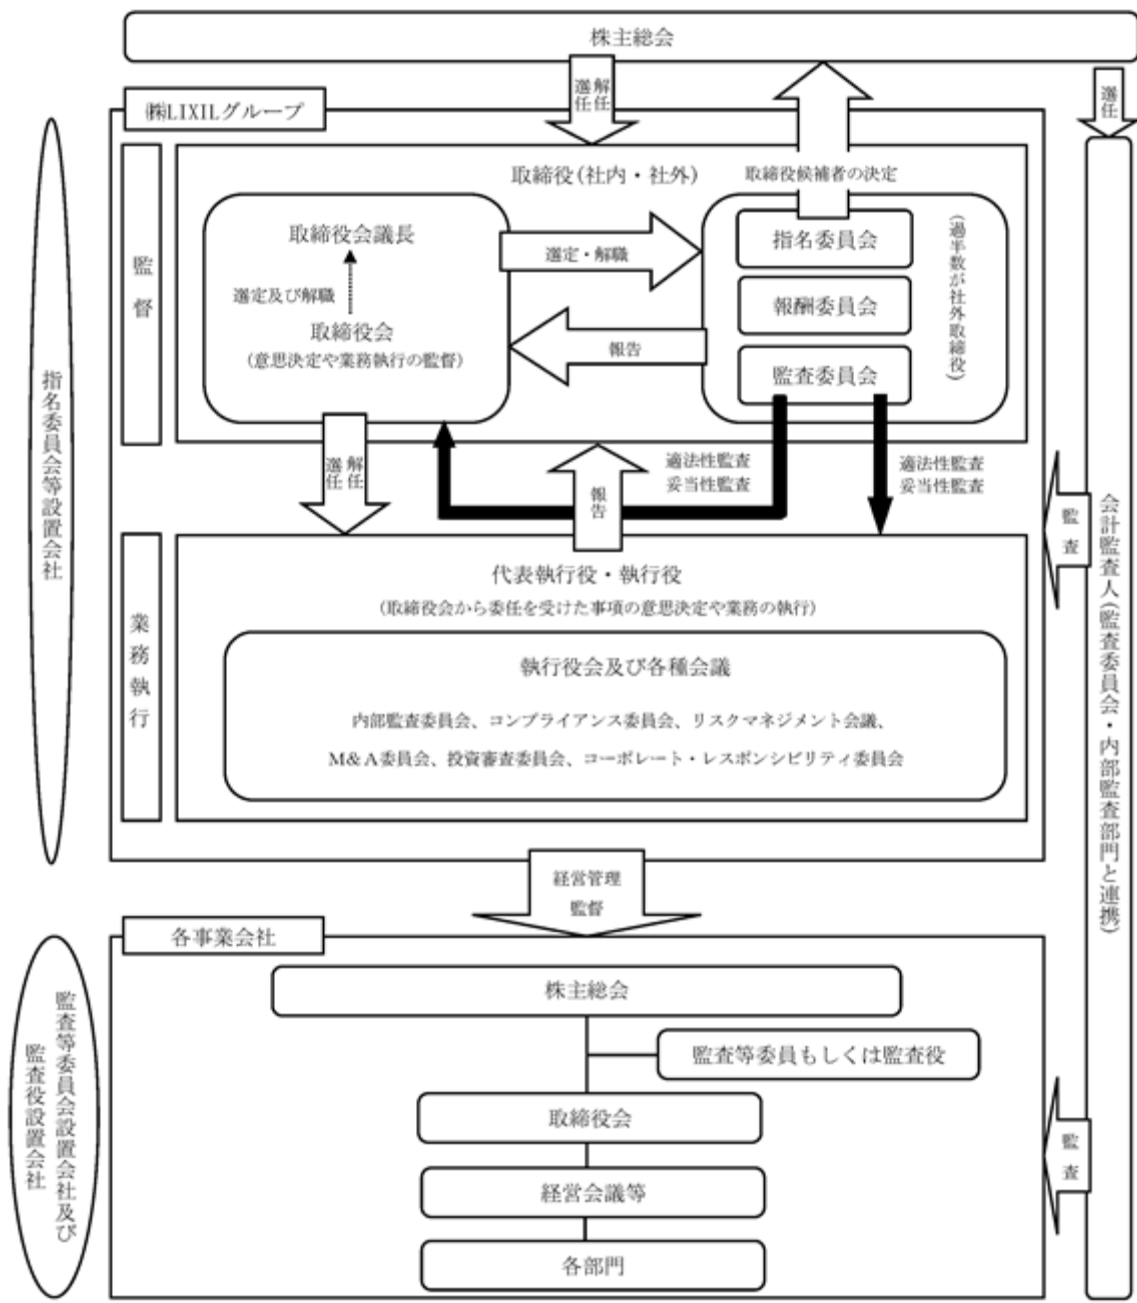 株主総会
選任
解任
選任
㈱LIXILグループ
指名委員会等設置会社
監督
取締役(社内・社外)
取締役候補者の決定
取締役会議長
選定及び解職
取締役会
(意思決定や業務執行の監督)
選定・解職
報告
指名委員会
報酬委員会
監査委員会
(過半数が社外取締役)
選任
解任
報告
適法性監査
妥当性監査
適法性監査
妥当性監査
監査
会計監査人(監査委員会・内部監査部門と連携)
業務執行
代表執行役・執行役
(取締役会から委任を受けた事項の意思決定や業務の執行)
執行役会及び各種会議
内部監査委員会、コンプライアンス委員会、リスクマネジメント会議、
M&A委員会、投資審査委員会、コーポレート・レスポンシビリティ委員会
経営管理
監督
各事業会社
監査等委員会設置会社及び
監査役設置会社
株主総会
監査等委員もしくは監査役
取締役会
経営会議等
各部門
監査